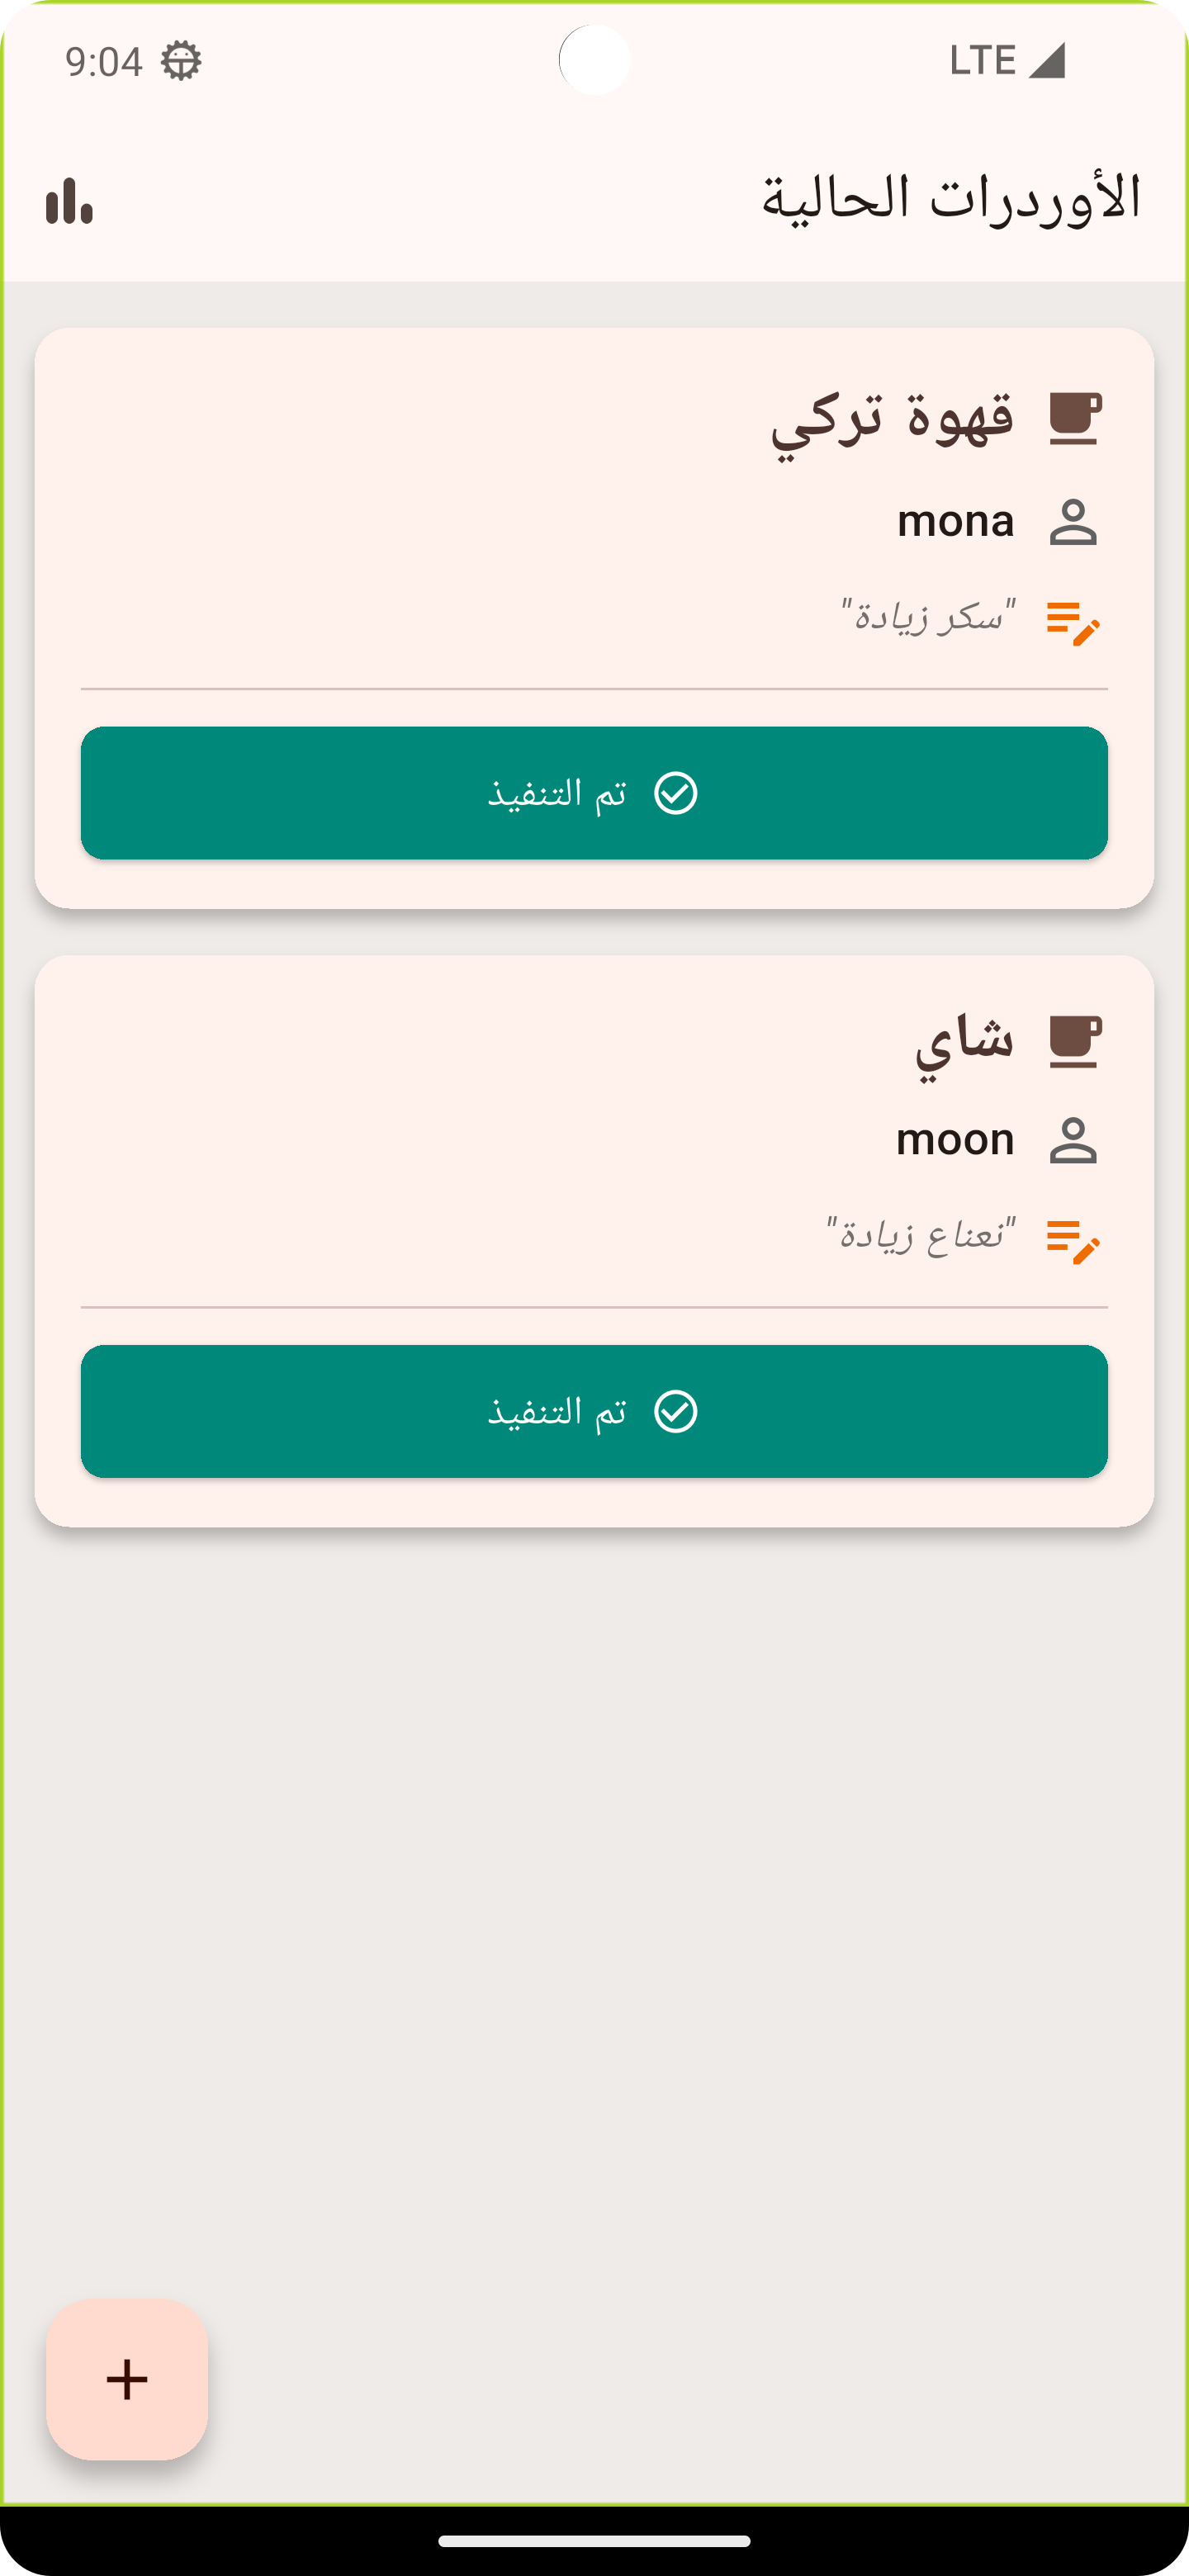 9:04 LTE
الأوردرات الحالية
قهوة تركي
mona
"سكر زيادة"
تم التنفيذ
شاي
moon
"نعناع زيادة"
تم التنفيذ